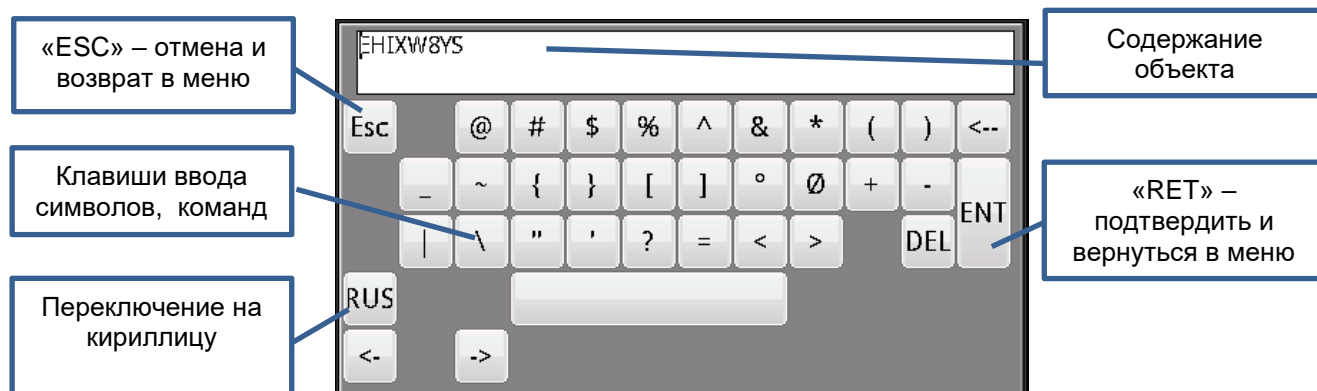 «ESC» – отмена и
возврат в меню
EHIXW8YS
Содержание
объекта
Esc @ # $ % ^ & * ( ) <--
Клавиши ввода
символов, команд
_ ~ { } [ ] ° Ø + - ENT
| \ " ' ? = < > DEL
«RET» –
подтвердить и
вернуться в меню
Переключение на
кириллицу
RUS
<- ->